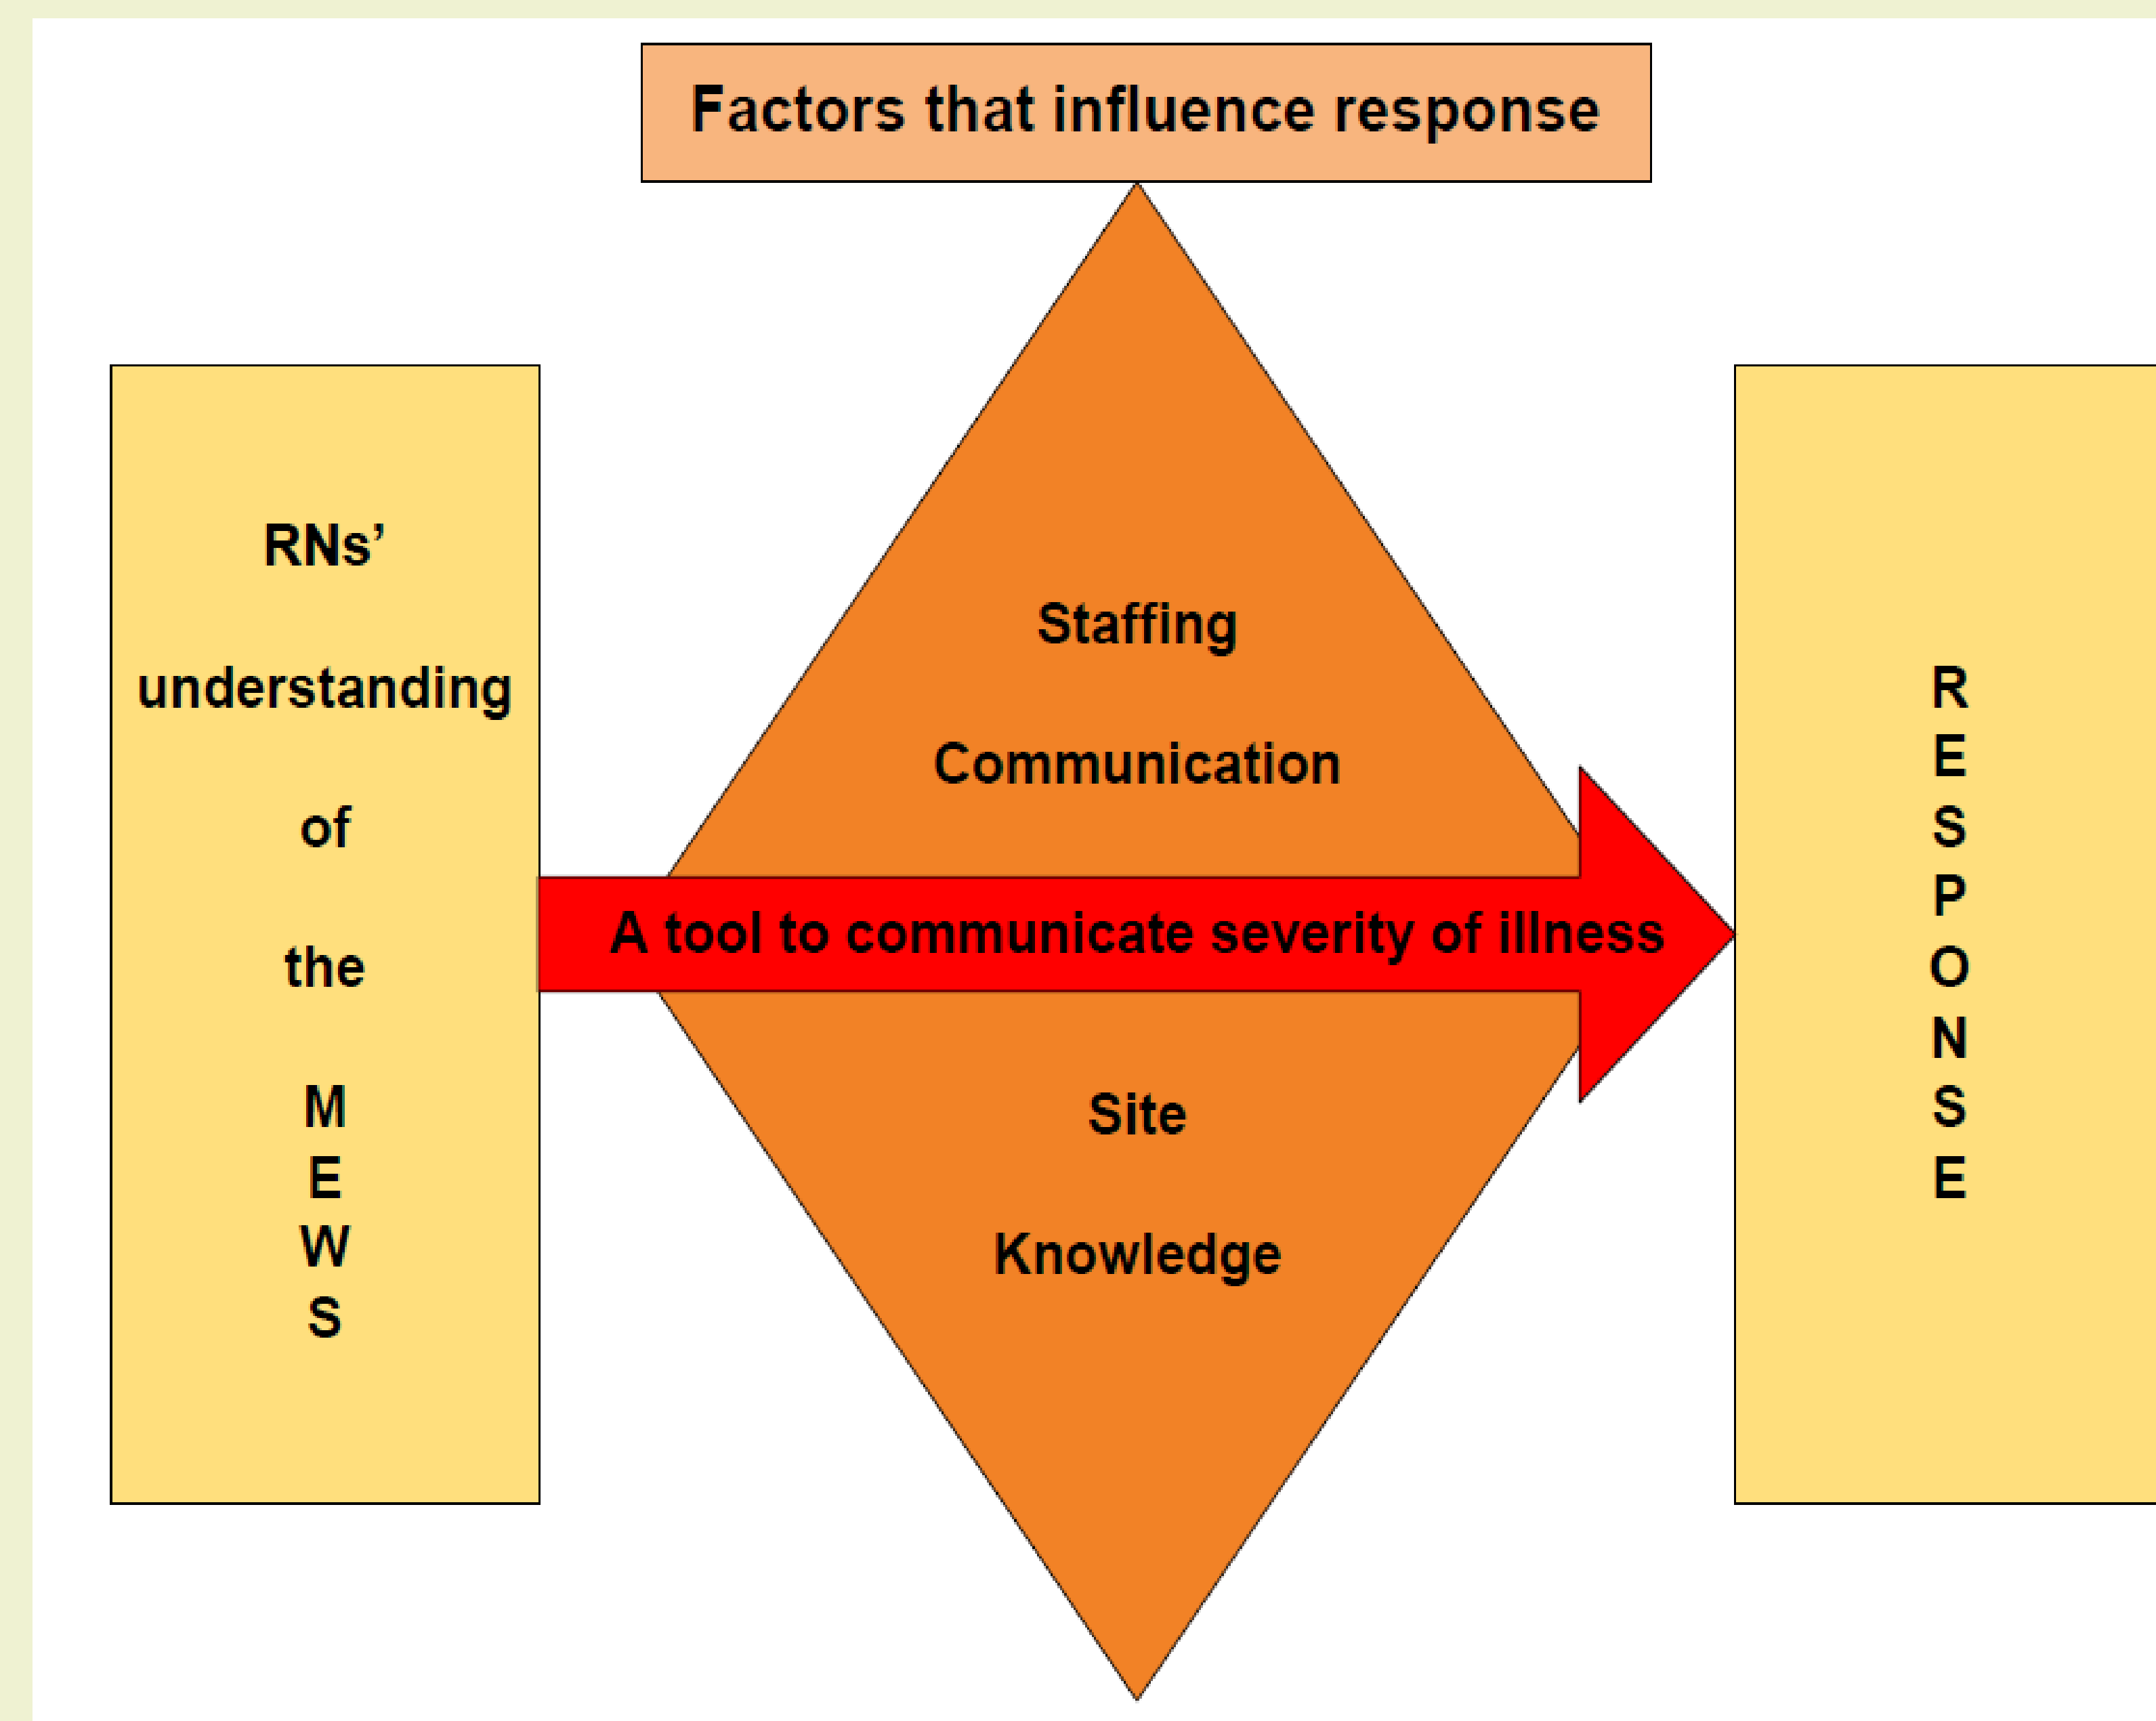 Factors that influence response
RNs’
understanding
of
the
M
E
W
S
Staffing
Communication
A tool to communicate severity of illness
Site
Knowledge
R
E
S
P
O
N
S
E